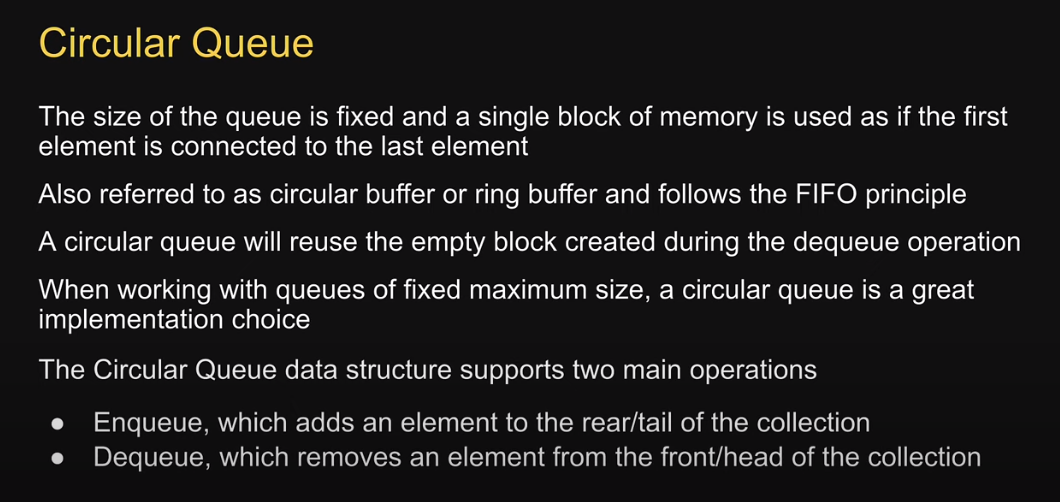 Circular Queue
The size of the queue is fixed and a single block of memory is used as if the first
element is connected to the last element
Also referred to as circular buffer or ring buffer and follows the FIFO principle
A circular queue will reuse the empty block created during the dequeue operation
When working with queues of fixed maximum size, a circular queue is a great
implementation choice
The Circular Queue data structure supports two main operations
● Enqueue, which adds an element to the rear/tail of the collection
● Dequeue, which removes an element from the front/head of the collection